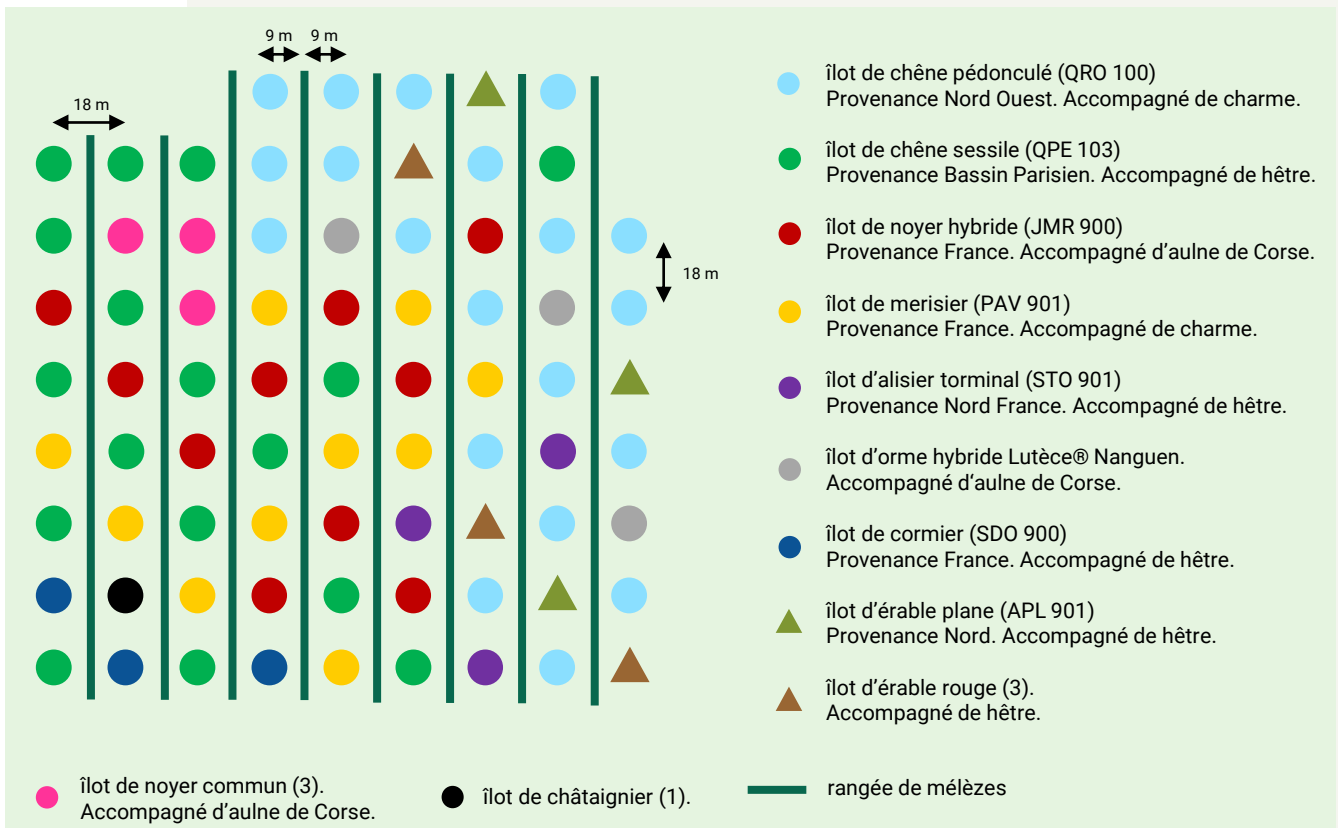 9 m
9 m
18 m
18 m
îlot de chêne pédonculé (QRO 100)
Provenance Nord Ouest. Accompagné de charme.
îlot de chêne sessile (QPE 103)
Provenance Bassin Parisien. Accompagné de hêtre.
îlot de noyer hybride (JMR 900)
Provenance France. Accompagné d'aulne de Corse.
îlot de merisier (PAV 901)
Provenance France. Accompagné de charme.
îlot d'alisier torminal (STO 901)
Provenance Nord France. Accompagné de hêtre.
îlot d'orme hybride Lutèce® Nanguen.
Accompagné d'aulne de Corse.
îlot de cormier (SDO 900)
Provenance France. Accompagné de hêtre.
îlot d'érable plane (APL 901)
Provenance Nord. Accompagné de hêtre.
îlot d'érable rouge (3).
Accompagné de hêtre.
îlot de noyer commun (3).
Accompagné d'aulne de Corse.
îlot de châtaignier (1).
rangée de mélèzes